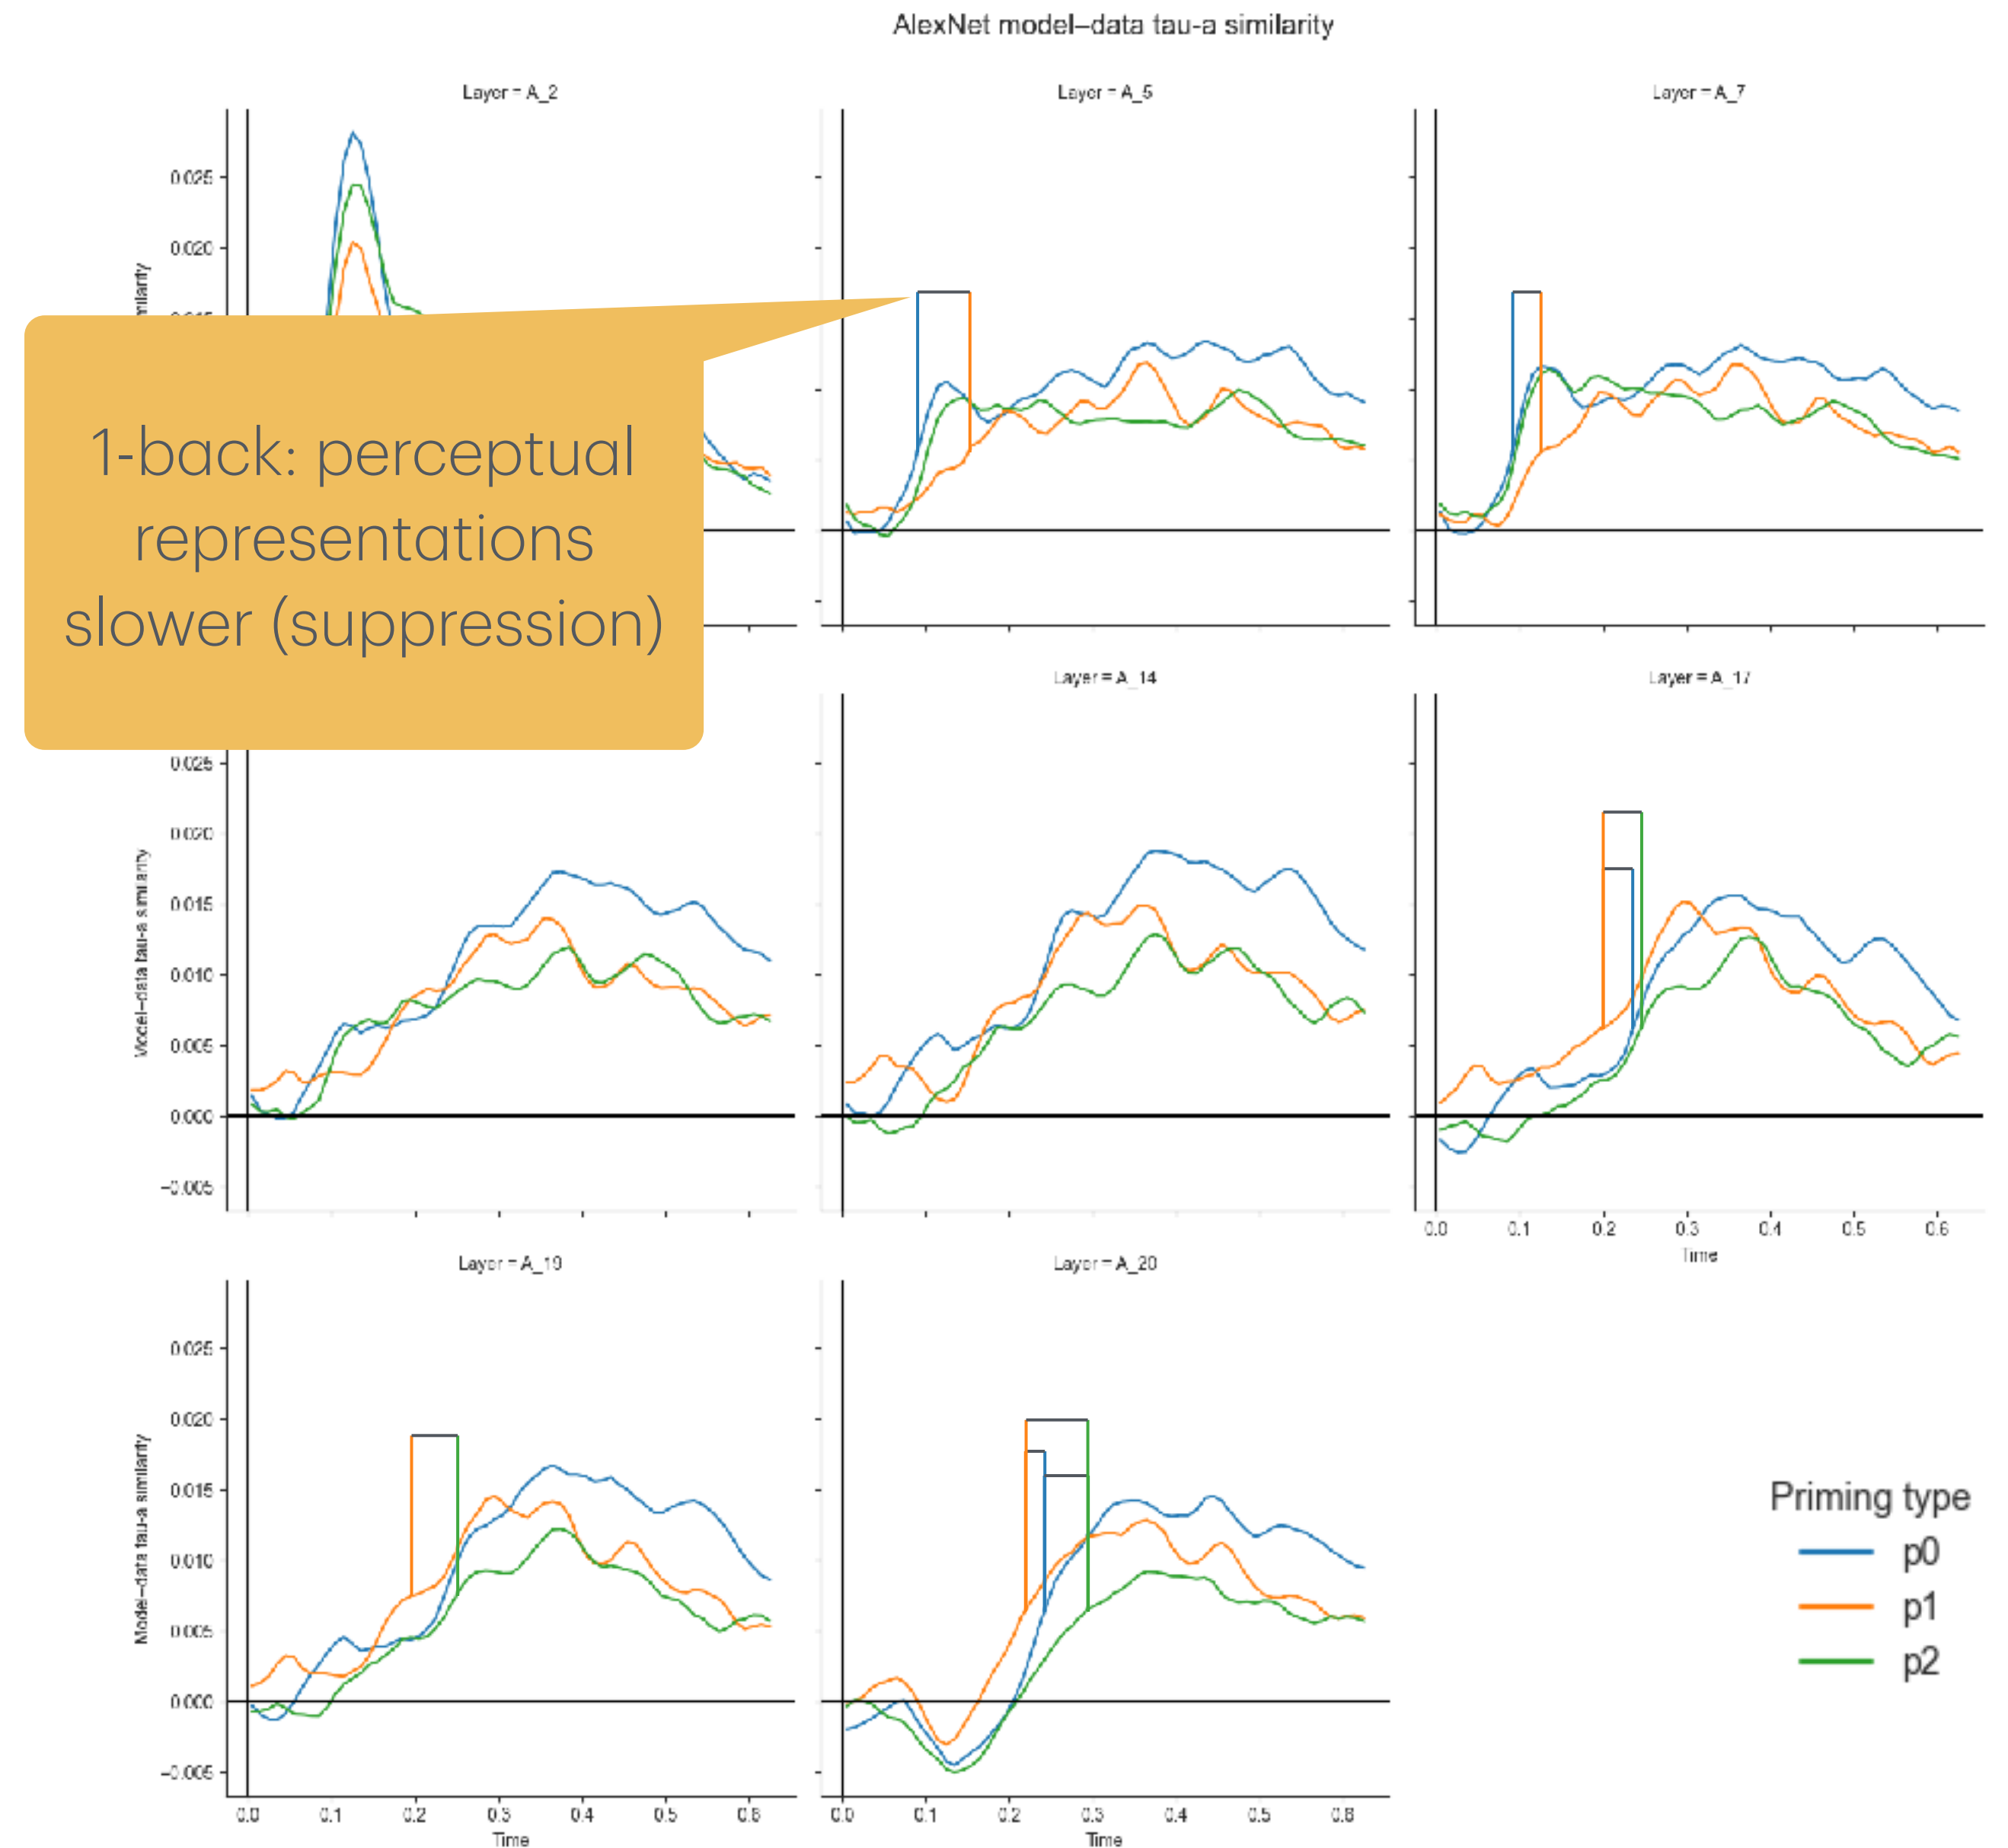 AlexNet model–data tau-a similarity
Layer = A_2
Layer = A_5
Layer = A_7
0.025
0.020
1-back: perceptual
representations
slower (suppression)
Layer = A_14
Layer = A_17
Model–data tau-a similarity
0.025
0.020
0.015
0.010
0.005
0.000
−0.005
0.0 0.1 0.2 0.3 0.4 0.5 0.6
Time
Layer = A_19
Layer = A_20
Model–data tau-a similarity
0.025
0.020
0.015
0.010
0.005
0.000
−0.005
0.0 0.1 0.2 0.3 0.4 0.5 0.6
Time
0.0 0.1 0.2 0.3 0.4 0.5 0.6
Time
Priming type
p0
p1
p2